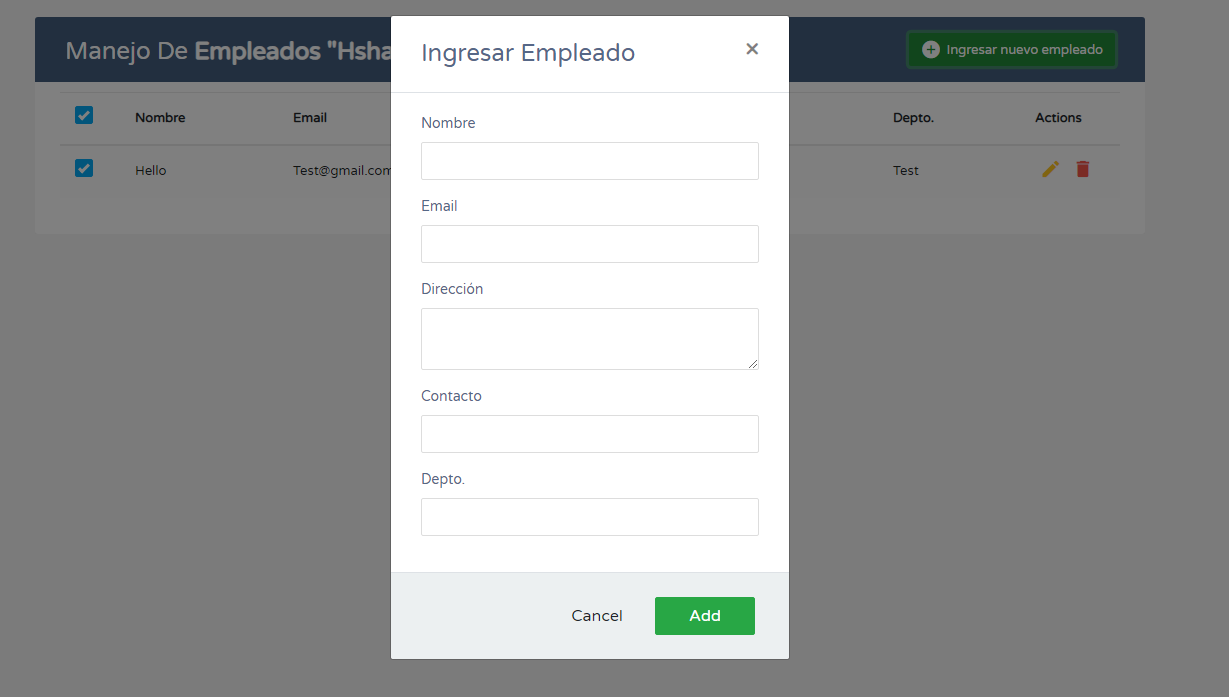 Manejo De Empleados "Hsha
Ingresar nuevo empleado
Ingresar Empleado
×
Nombre Email Depto. Actions
Hello Test@gmail.com Test
Nombre
Email
Dirección
Contacto
Depto.
Cancel Add